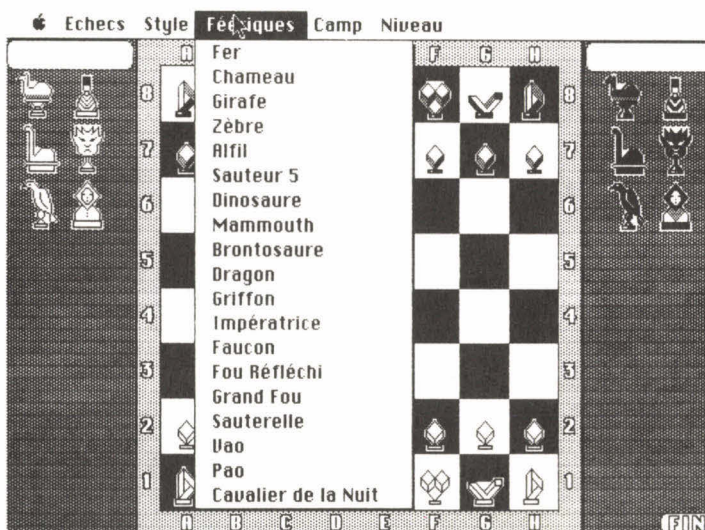 Echecs Style Féériques Camp Niveau
Fer
Chameau
Girafe
Zèbre
Alfil
Sauteur 5
Dinosaure
Mammouth
Brontosaure
Dragon
Griffon
Impératrice
Faucon
Fou Réfléchi
Grand Fou
Sauterelle
Vao
Pao
Cavalier de la Nuit
A F G H
8 8
7 7
6 6
5 5
4 4
3 3
2 2
1 1
A B C D E F G H
FIN